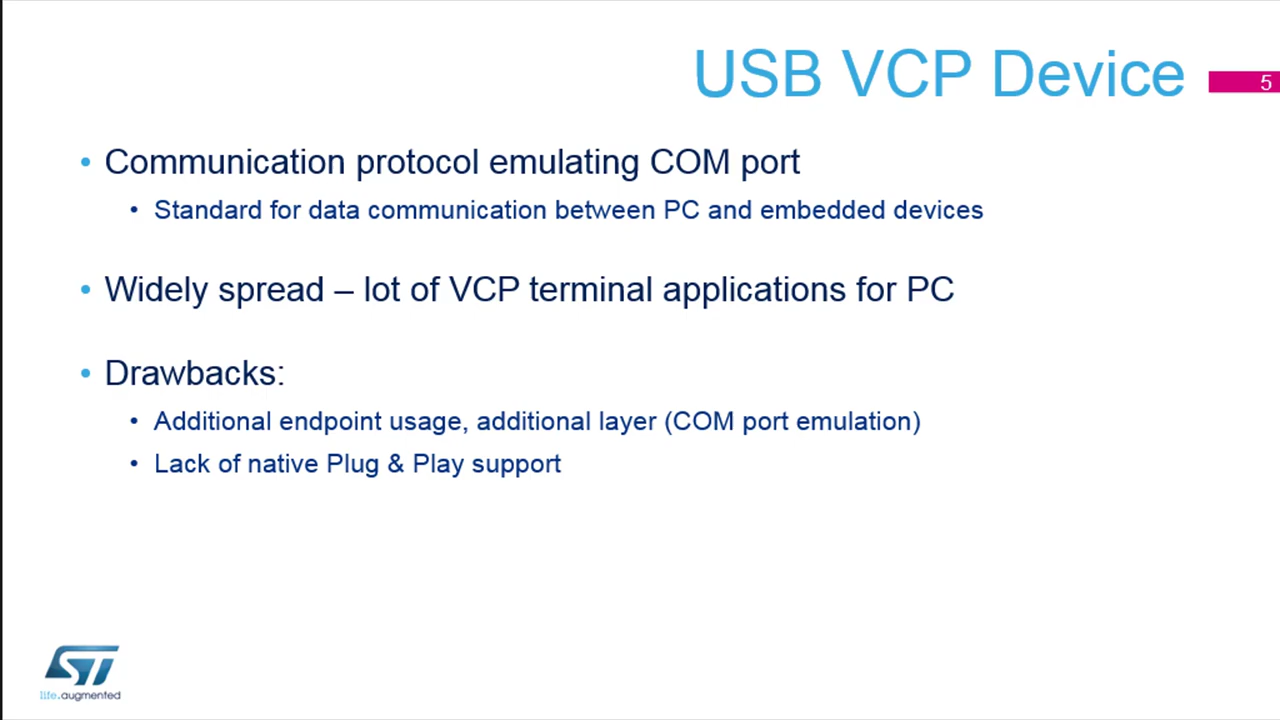 USB VCP Device
5
• Communication protocol emulating COM port
• Standard for data communication between PC and embedded devices
• Widely spread – lot of VCP terminal applications for PC
• Drawbacks:
• Additional endpoint usage, additional layer (COM port emulation)
• Lack of native Plug & Play support
ST
life.augmented